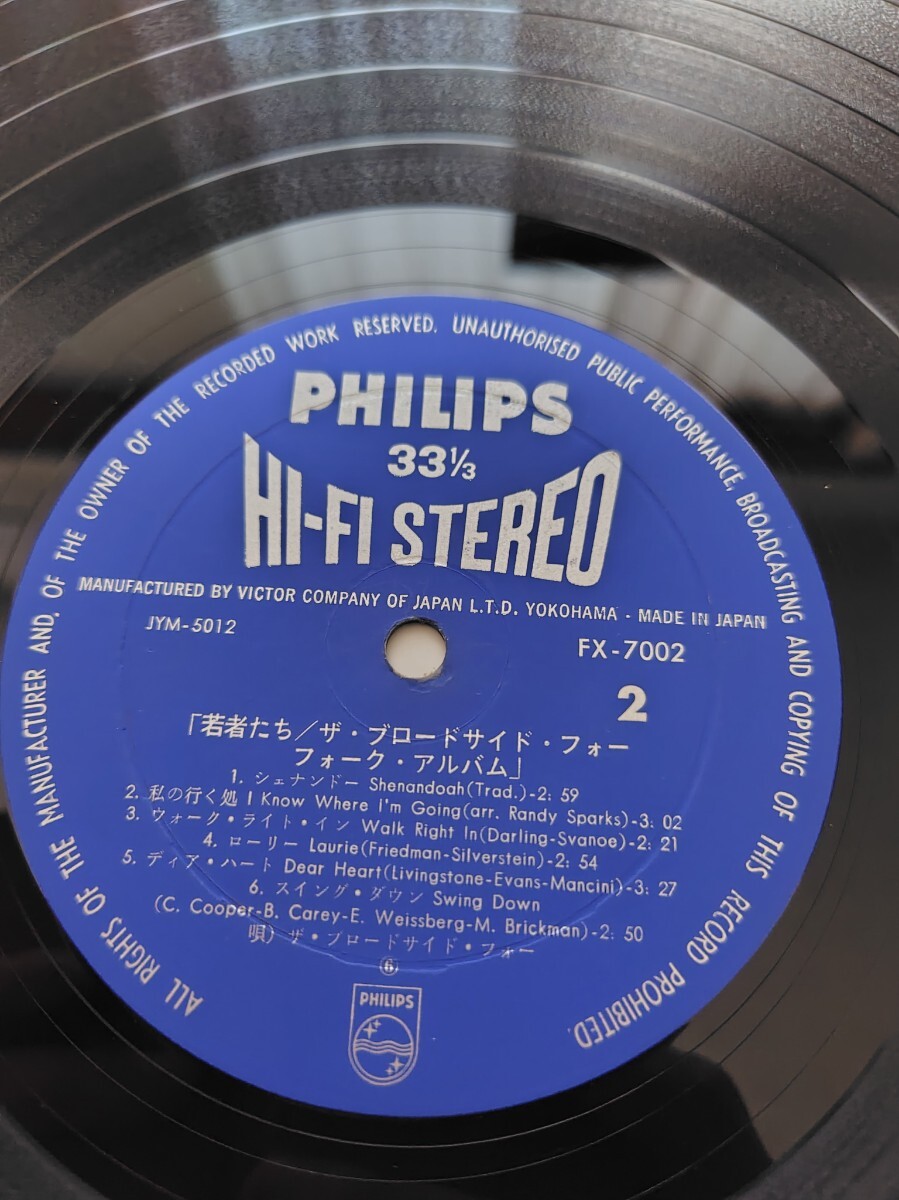 ALL RIGHTS OF THE MANUFACTURER AND, OF THE OWNER OF THE RECORDED WORK RESERVED. UNAUTHORISED PUBLIC PERFORMANCE, BROADCASTING AND COPYING OF THIS RECORD PROHIBITED.
PHILIPS
33⅓
HI-FI STEREO
MANUFACTURED BY VICTOR COMPANY OF JAPAN L.T.D. YOKOHAMA - MADE IN JAPAN
JYM-5012 FX-7002
2
「若者たち/ザ・ブロードサイド・フォー
フォーク・アルバム」
1. シェナンドー Shenandoah(Trad.)-2: 59
2. 私の行く処 I Know Where I'm Going(arr. Randy Sparks)-3: 02
3. ウォーク・ライト・イン Walk Right In(Darling-Svanoe)-2: 21
4. ローリー Laurie(Friedman-Silverstein)-2: 54
5. ディア・ハート Dear Heart(Livingstone-Evans-Mancini)-3: 27
6. スイング・ダウン Swing Down
(C. Cooper-B. Carey-E. Weissberg-M. Brickman)-2: 50
唄) ザ・ブロードサイド・フォー
⑥
PHILIPS